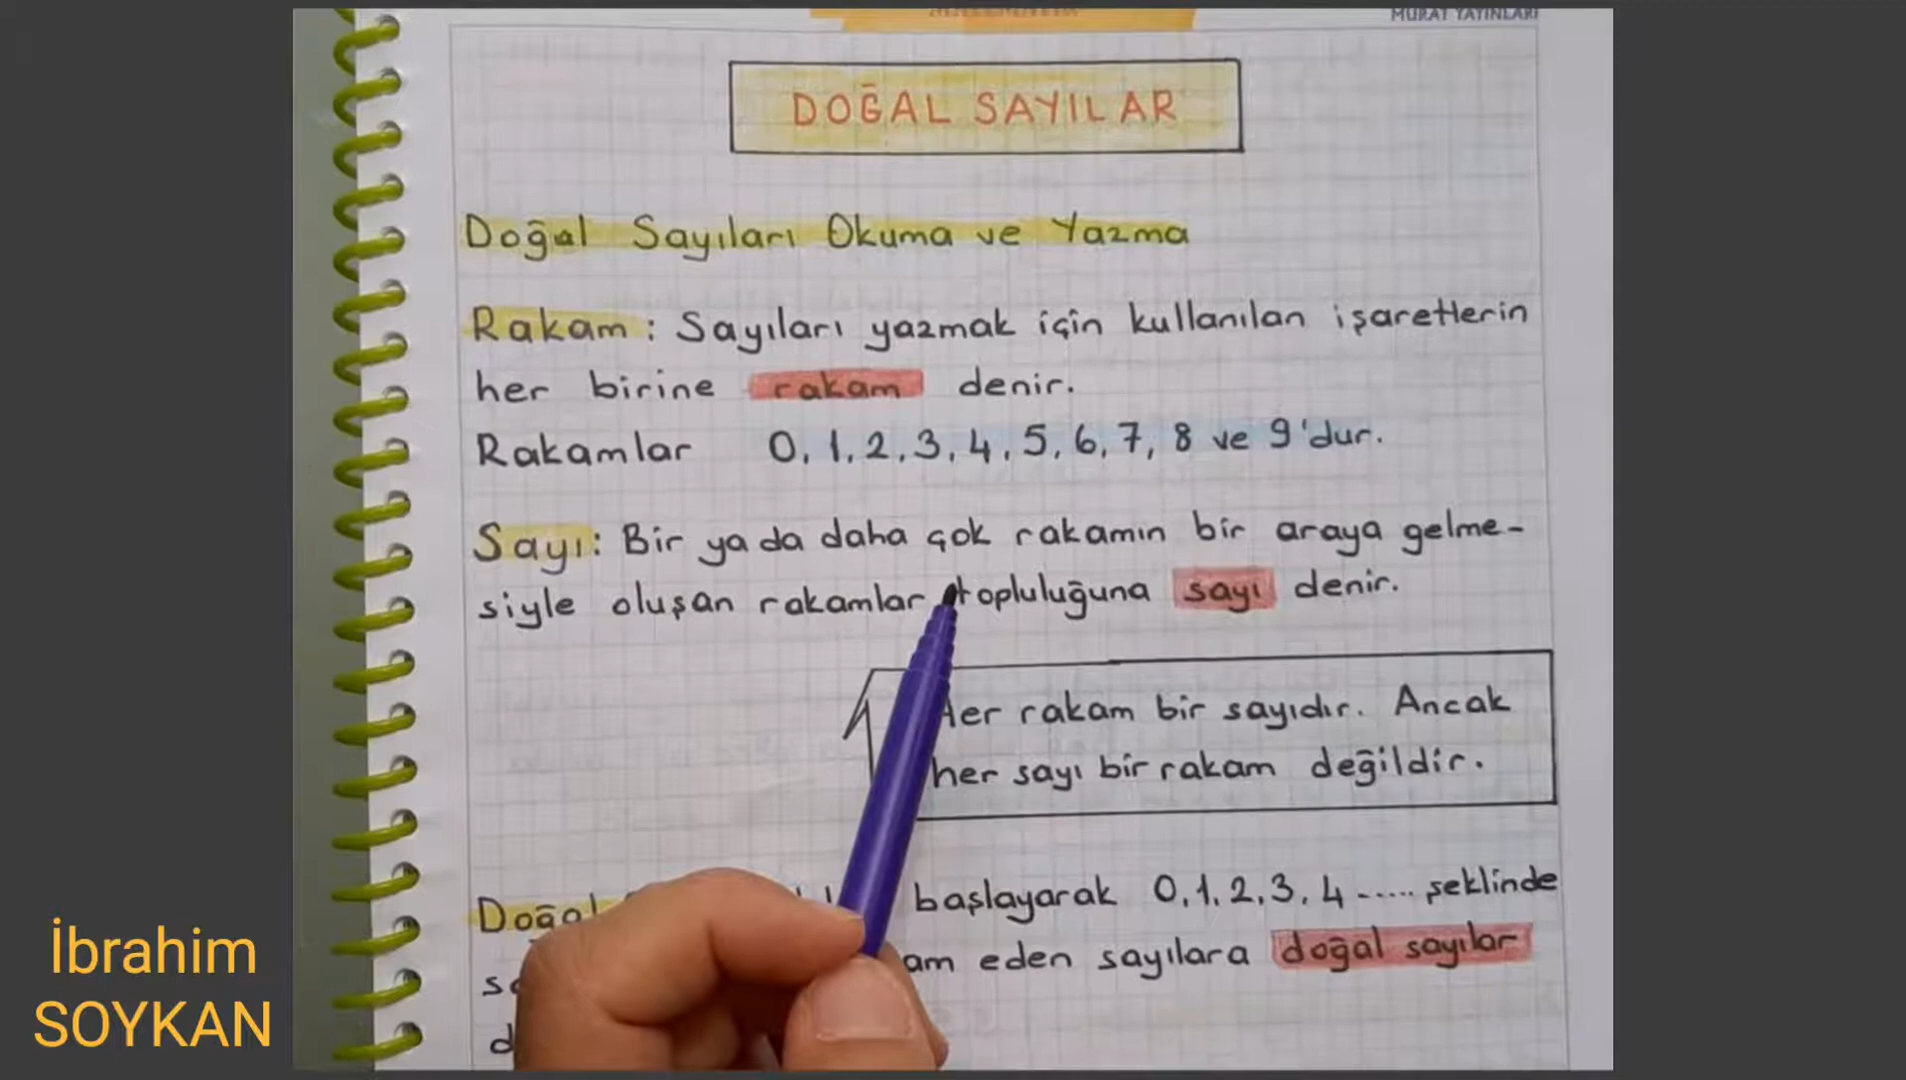 MURAT YAYINLARI
DOĞAL SAYILAR
Doğal Sayıları Okuma ve Yazma
Rakam: Sayıları yazmak için kullanılan işaretlerin
her birine rakam denir.
Rakamlar 0, 1, 2, 3, 4, 5, 6, 7, 8 ve 9'dur.
Sayı: Bir ya da daha çok rakamın bir araya gelme-
siyle oluşan rakamlar topluluğuna sayı denir.
Her rakam bir sayıdır. Ancak
her sayı bir rakam değildir.
Doğal başlayarak 0, 1, 2, 3, 4 ..... şeklinde
eden sayılara doğal sayılar
İbrahim
SOYKAN